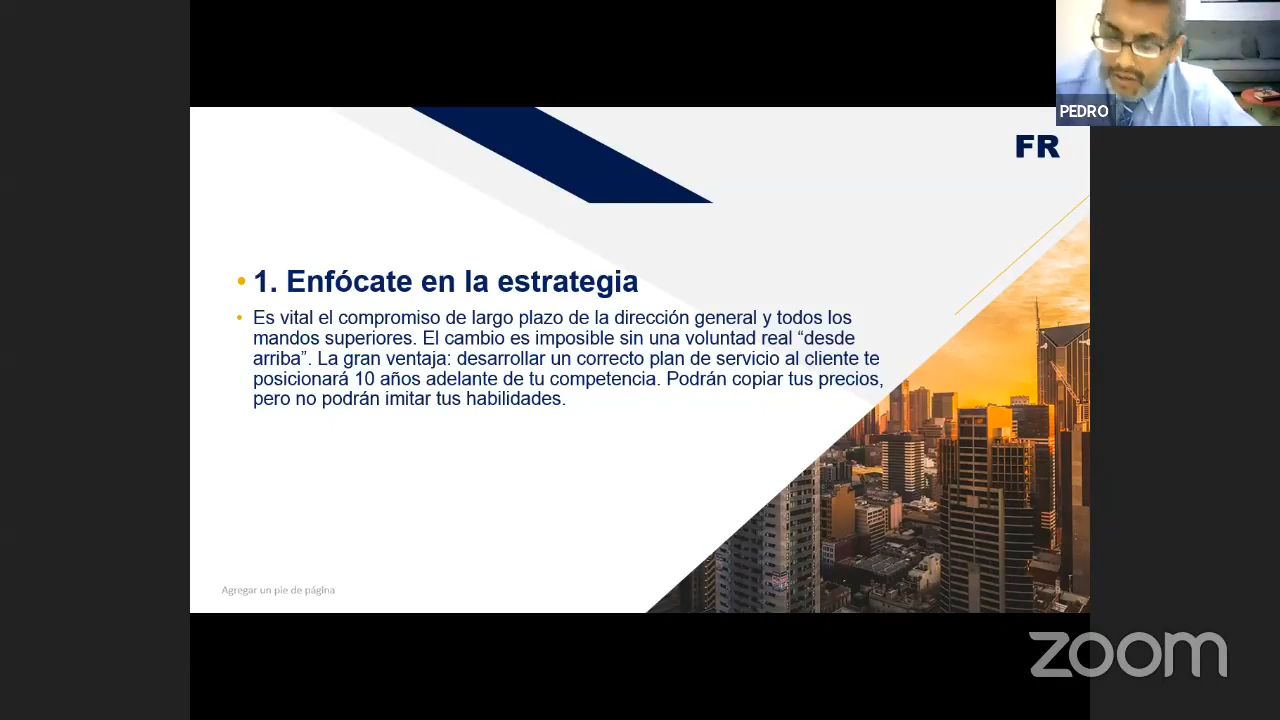 PEDRO
FR
• 1. Enfócate en la estrategia
• Es vital el compromiso de largo plazo de la dirección general y todos los
mandos superiores. El cambio es imposible sin una voluntad real “desde
arriba”. La gran ventaja: desarrollar un correcto plan de servicio al cliente te
posicionará 10 años adelante de tu competencia. Podrán copiar tus precios,
pero no podrán imitar tus habilidades.
Agregar un pie de página
zoom